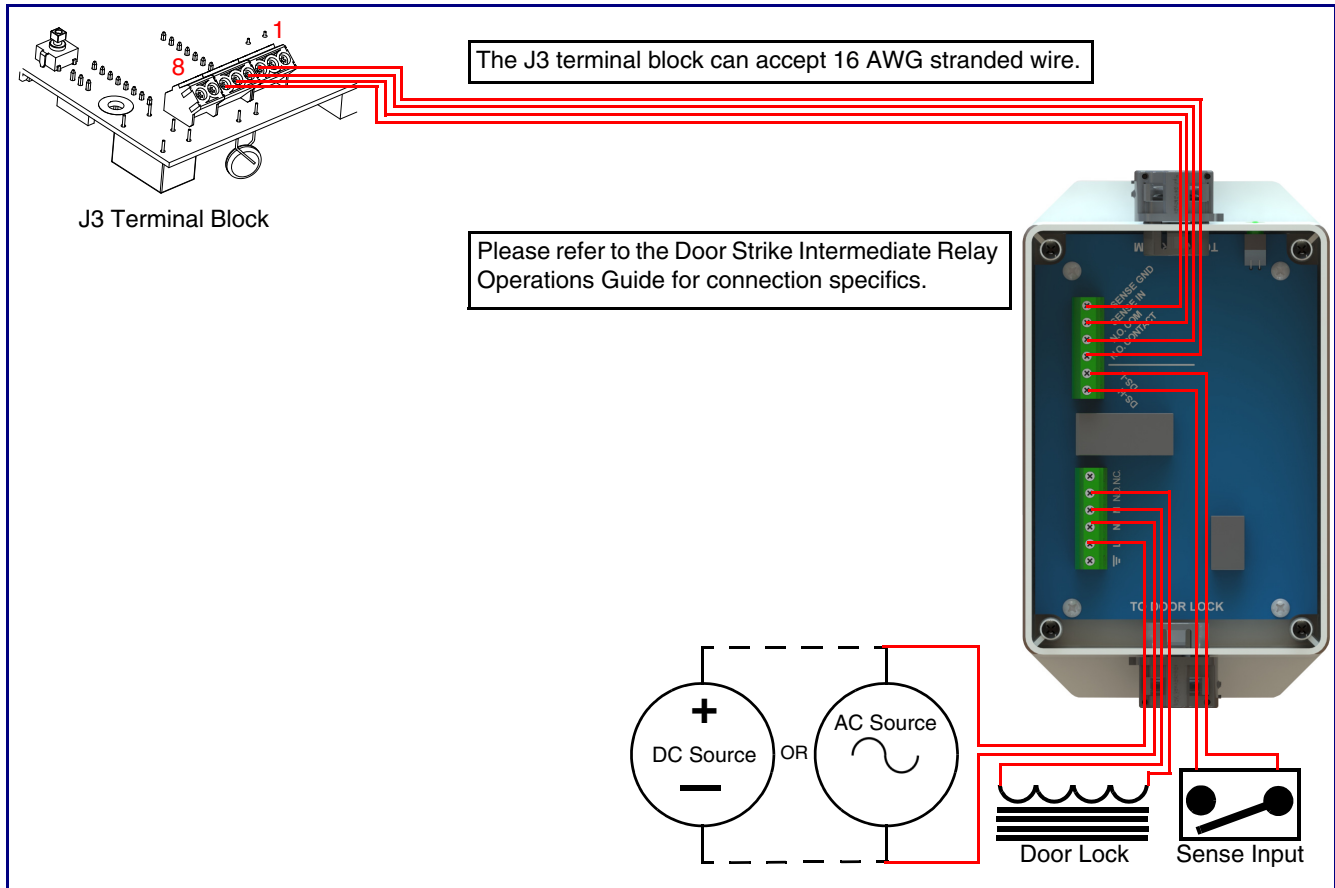 1
8
The J3 terminal block can accept 16 AWG stranded wire.
J3 Terminal Block
Please refer to the Door Strike Intermediate Relay
Operations Guide for connection specifics.
SENSE GND
SENSE IN
N.O. COM
N.O. CONTACT
DS-I
N.C.
N.O.
N
N
L
TO DOOR LOCK
+
DC Source
OR
AC Source
Door Lock
Sense Input